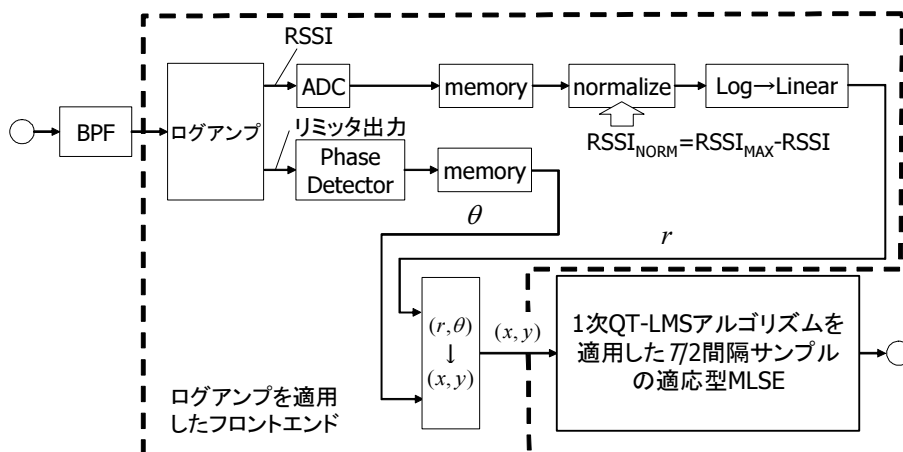 RSSI
ADC
memory
normalize
Log→Linear
BPF
ログアンプ
リミッタ出力
RSSI_NORM=RSSI_MAX-RSSI
Phase
Detector
memory
θ
r
(r,θ)
↓
(x,y)
(x,y)
1次QT-LMSアルゴリズムを
適用したT/2間隔サンプル
の適応型MLSE
ログアンプを適用
したフロントエンド